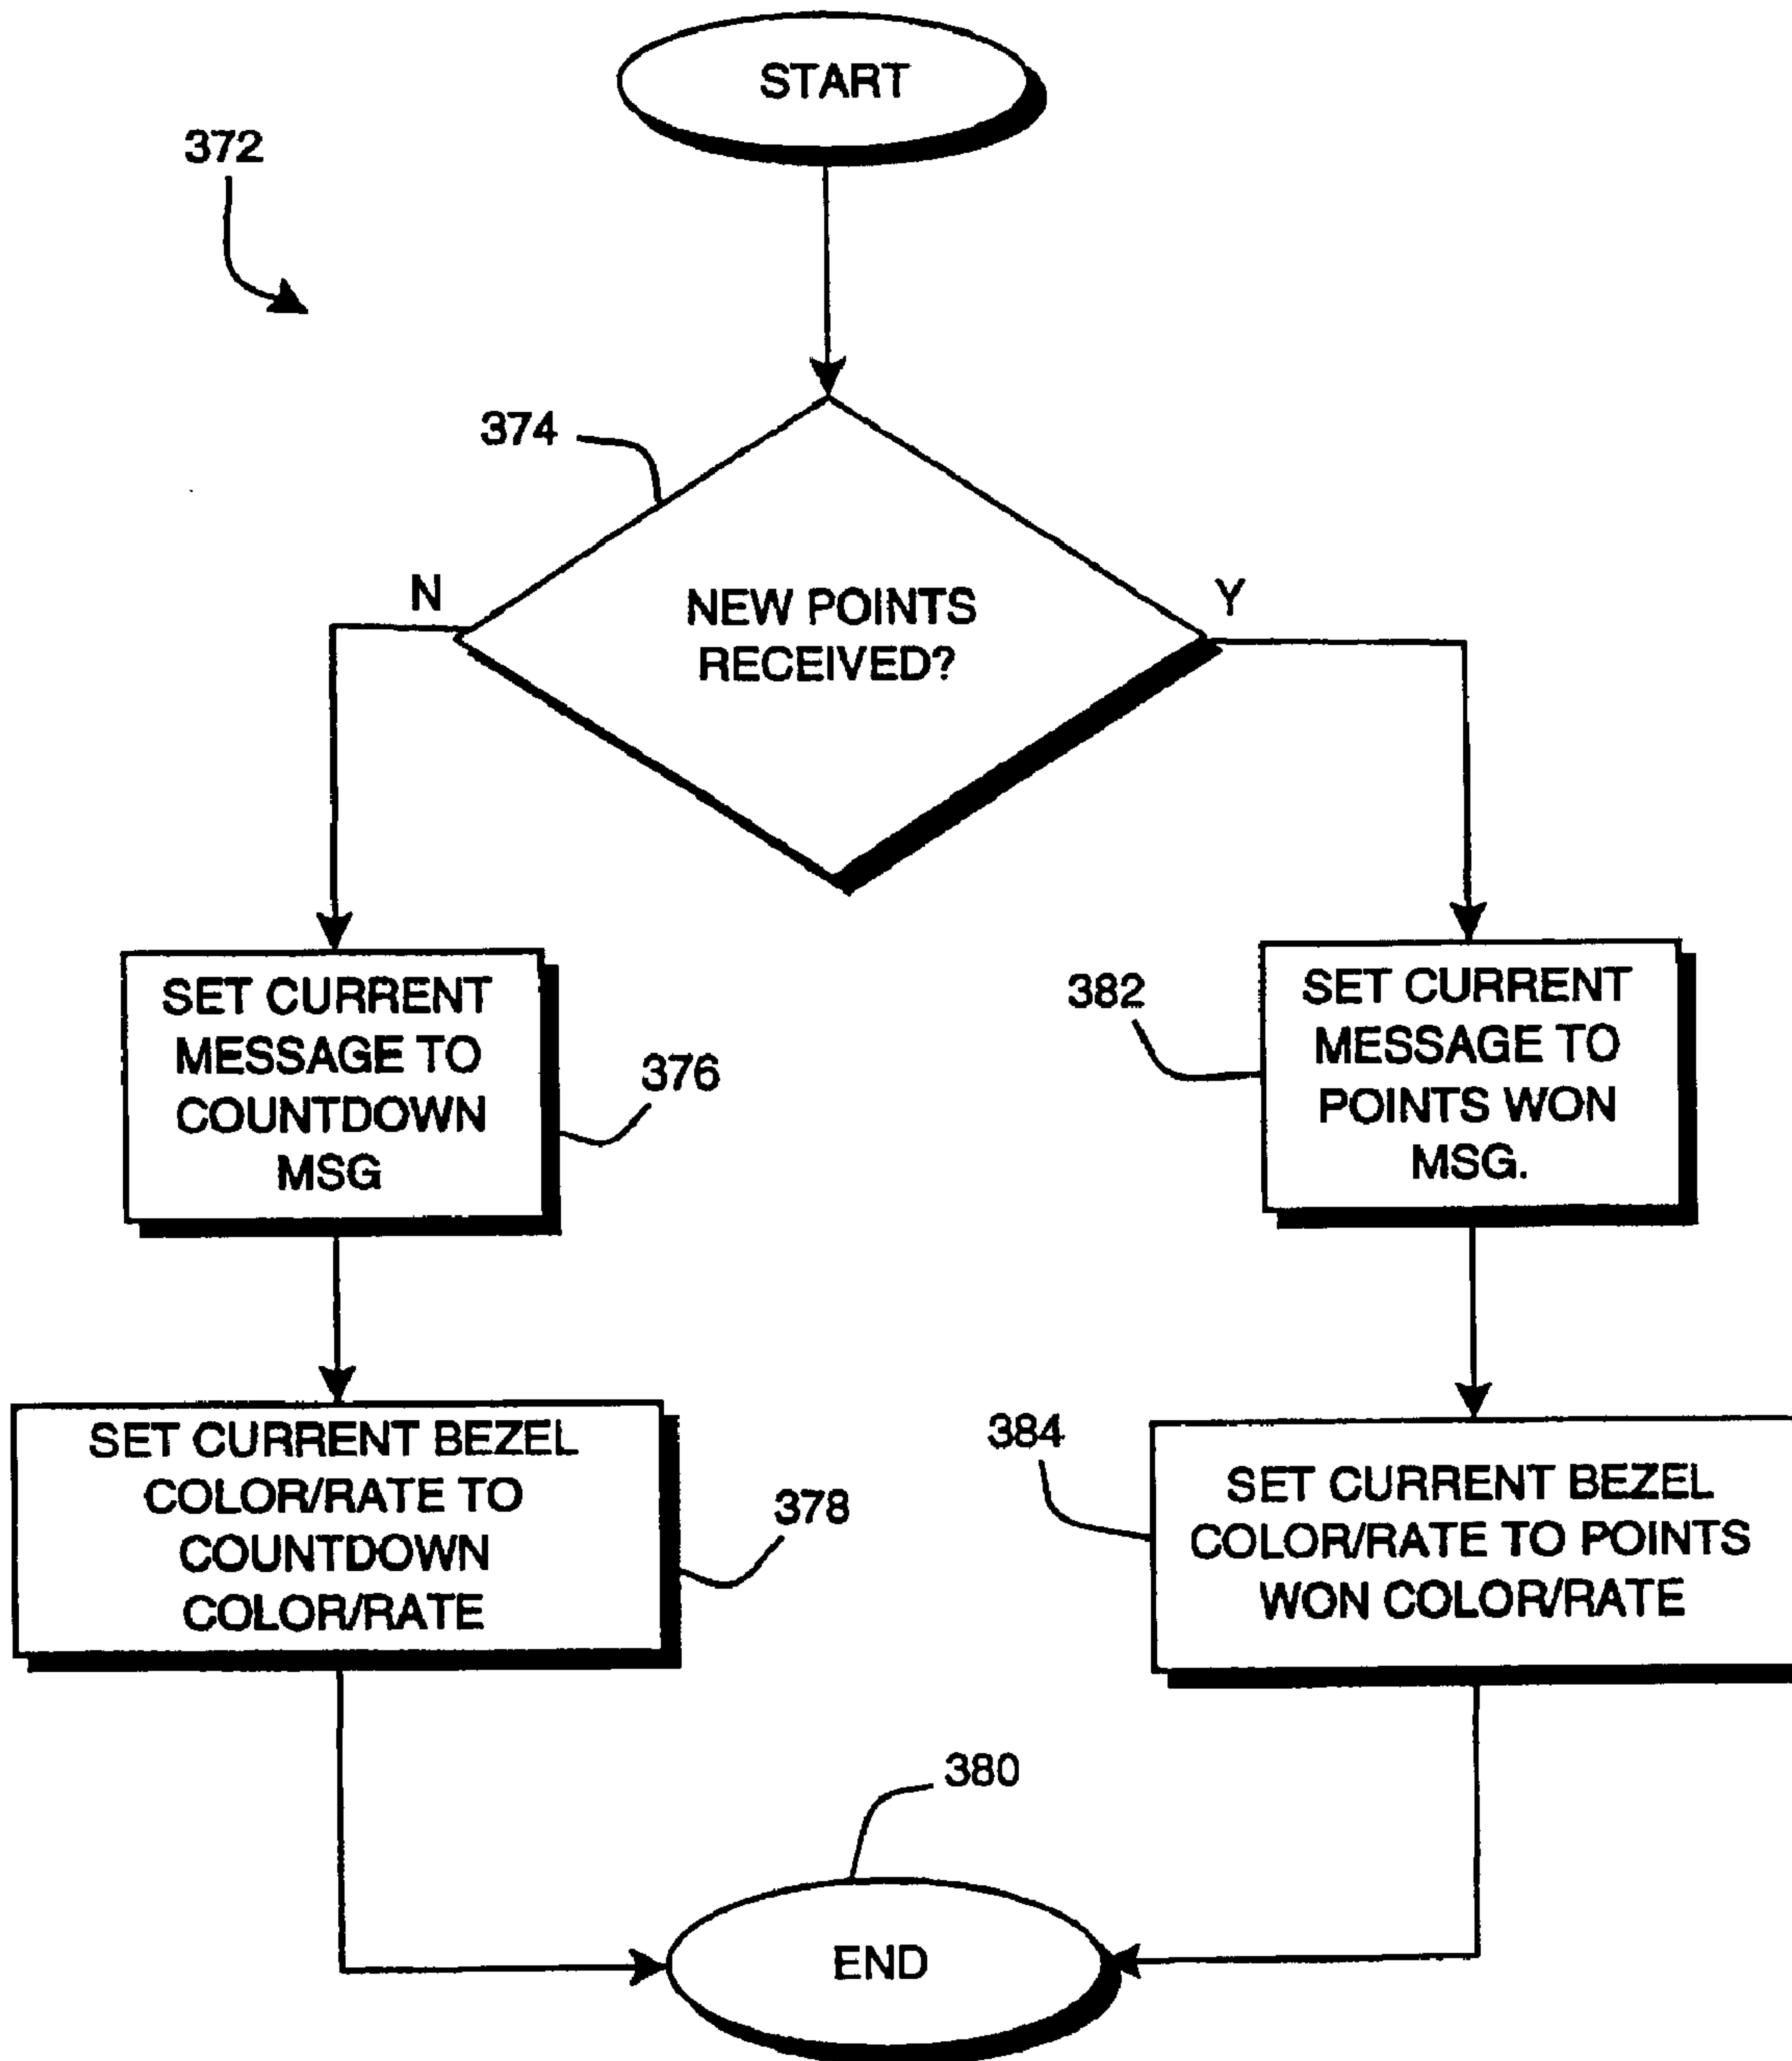 START
372
374
N
NEW POINTS
RECEIVED?
Y
SET CURRENT
MESSAGE TO
COUNTDOWN
MSG
376
382
SET CURRENT
MESSAGE TO
POINTS WON
MSG.
SET CURRENT BEZEL
COLOR/RATE TO
COUNTDOWN
COLOR/RATE
378
384
SET CURRENT BEZEL
COLOR/RATE TO POINTS
WON COLOR/RATE
380
END